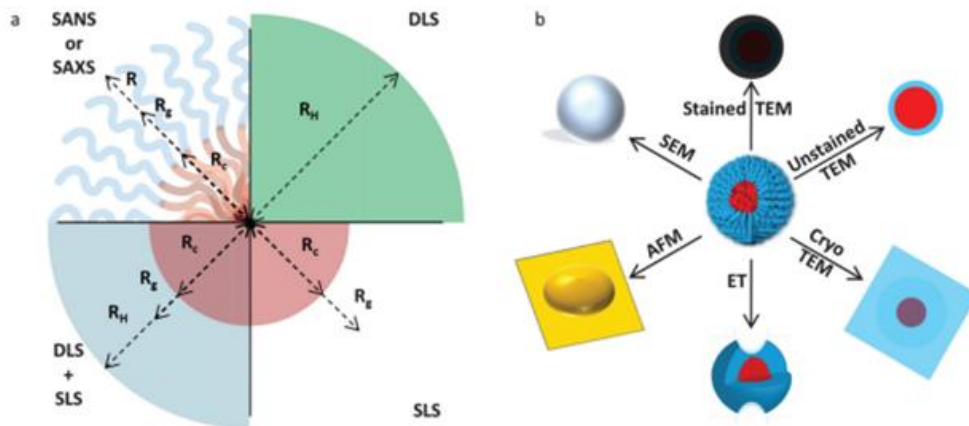 a
SANS
or
SAXS
DLS
R
Rg
Rc
RH
Rc
Rg
RH
Rc
Rg
DLS
+
SLS
SLS
b
Stained TEM
SEM
Unstained
TEM
AFM
ET
Cryo
TEM